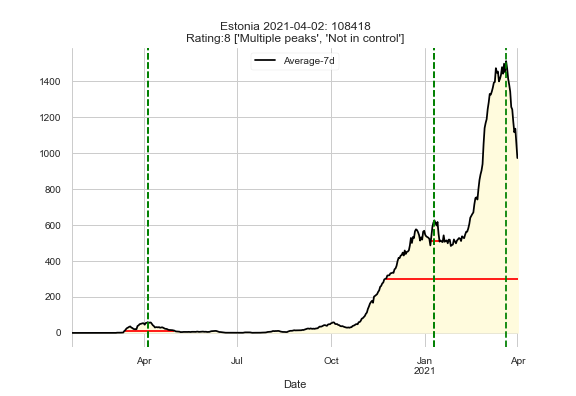 Estonia 2021-04-02: 108418
Rating:8 ['Multiple peaks', 'Not in control']
Average-7d
1400
1200
1000
800
600
400
200
0
Apr
Jul
Oct
Jan
2021
Apr
Date